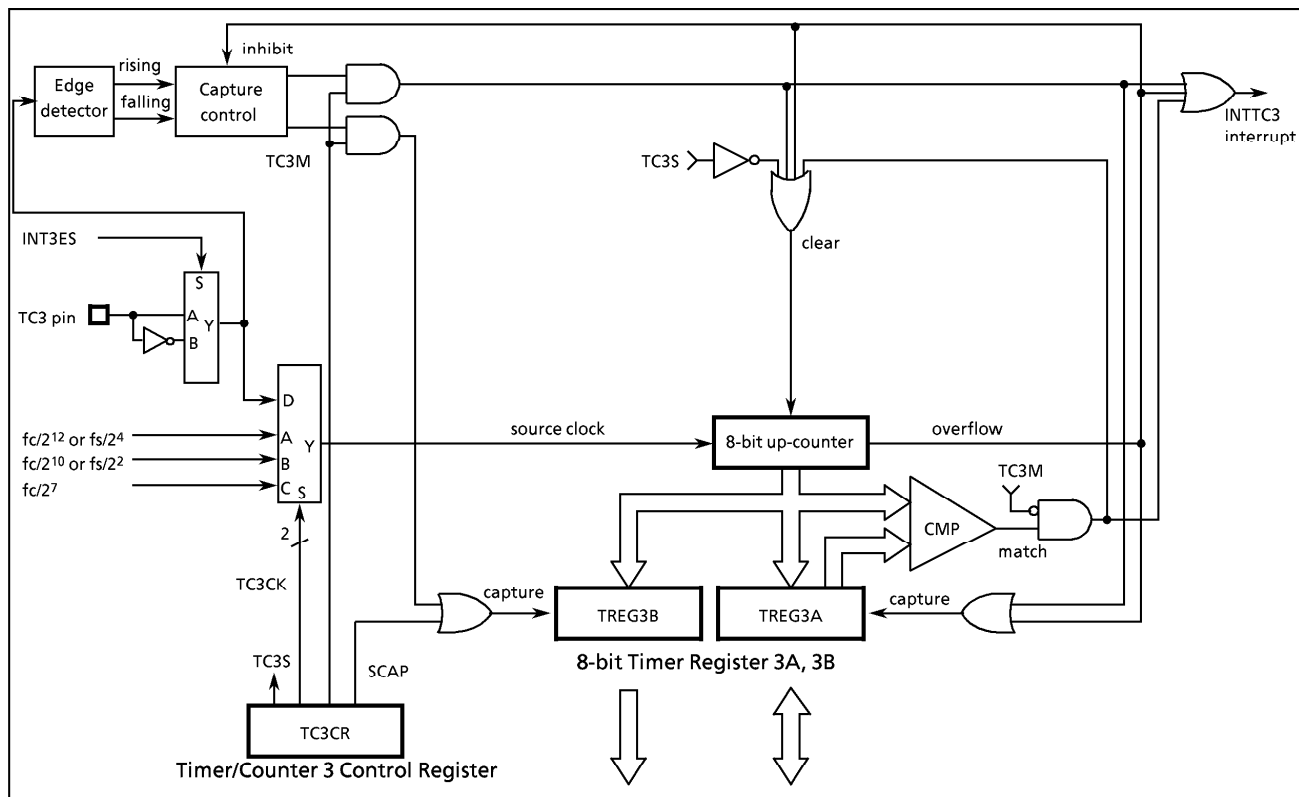 inhibit
rising
Edge
detector
falling
Capture
control
INTTC3
interrupt
TC3M
TC3S
clear
INT3ES
S
TC3 pin
A
Y
B
D
fc/2¹² or fs/2⁴
A
Y
source clock
8-bit up-counter
overflow
fc/2¹⁰ or fs/2²
B
fc/2⁷
C
S
TC3M
CMP
match
2
TC3CK
capture
TREG3B
TREG3A
capture
8-bit Timer Register 3A, 3B
TC3S
SCAP
TC3CR
Timer/Counter 3 Control Register